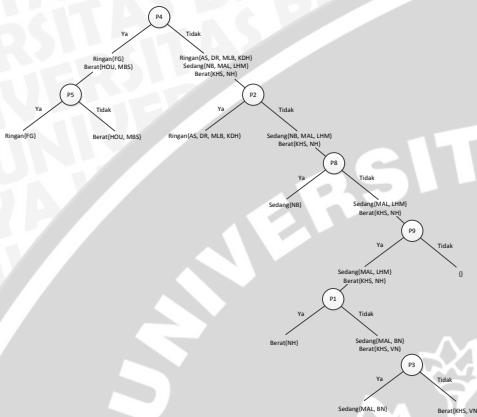 P4
Ya
Tidak
Ringan{FG}
Berat{HOU, MBS}
Ringan{AS, DR, MLB, KDH}
Sedang{NB, MAL, LHM}
Berat{KHS, NH}
P5
P2
Ya
Tidak
Ya
Tidak
Ringan{FG}
Berat{HOU, MBS}
Ringan{AS, DR, MLB, KDH}
Sedang{NB, MAL, LHM}
Berat{KHS, NH}
P8
Ya
Tidak
Sedang{NB}
Sedang{MAL, LHM}
Berat{KHS, NH}
P9
Ya
Tidak
Sedang{MAL, LHM}
Berat{KHS, NH}
{}
P1
Ya
Tidak
Berat{NH}
Sedang{MAL, BN}
Berat{KHS, VN}
P3
Ya
Tidak
Sedang{MAL, BN}
Berat{KHS, VN
UNIVERSIT